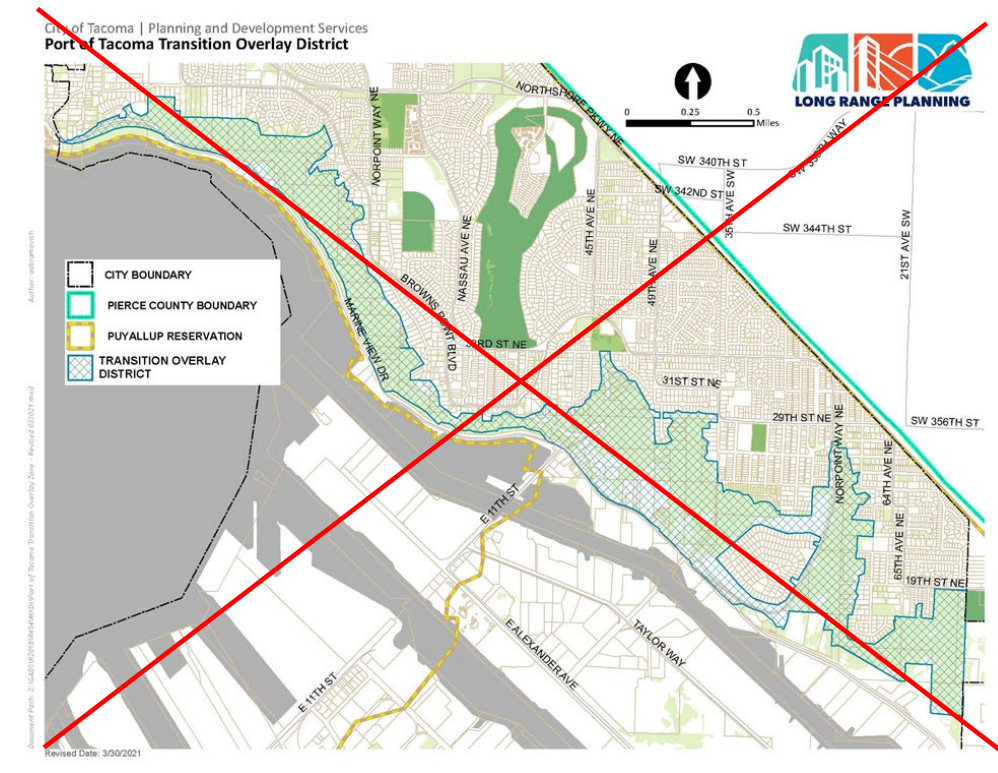 City of Tacoma | Planning and Development Services
Port of Tacoma Transition Overlay District
LONG RANGE PLANNING
0 0.25 0.5
Miles
NORTHSHORE PKWY NE
NORPOINT WAY NE
SW 340TH ST
SW 342ND ST
35TH AVE SW
SW 344TH ST
21ST AVE SW
45TH AVE NE
49TH AVE NE
NASSAU AVE NE
CITY BOUNDARY
PIERCE COUNTY BOUNDARY
PUYALLUP RESERVATION
TRANSITION OVERLAY
DISTRICT
BROWNS POINT BLVD
MARINE VIEW DR
33RD ST NE
31ST ST NE
29TH ST NE
SW 356TH ST
NORPOINT WAY NE
64TH AVE NE
65TH AVE NE
19TH ST NE
E 11TH ST
E ALEXANDER AVE
TAYLOR WAY
E 11TH ST
Revised Date: 3/30/2021